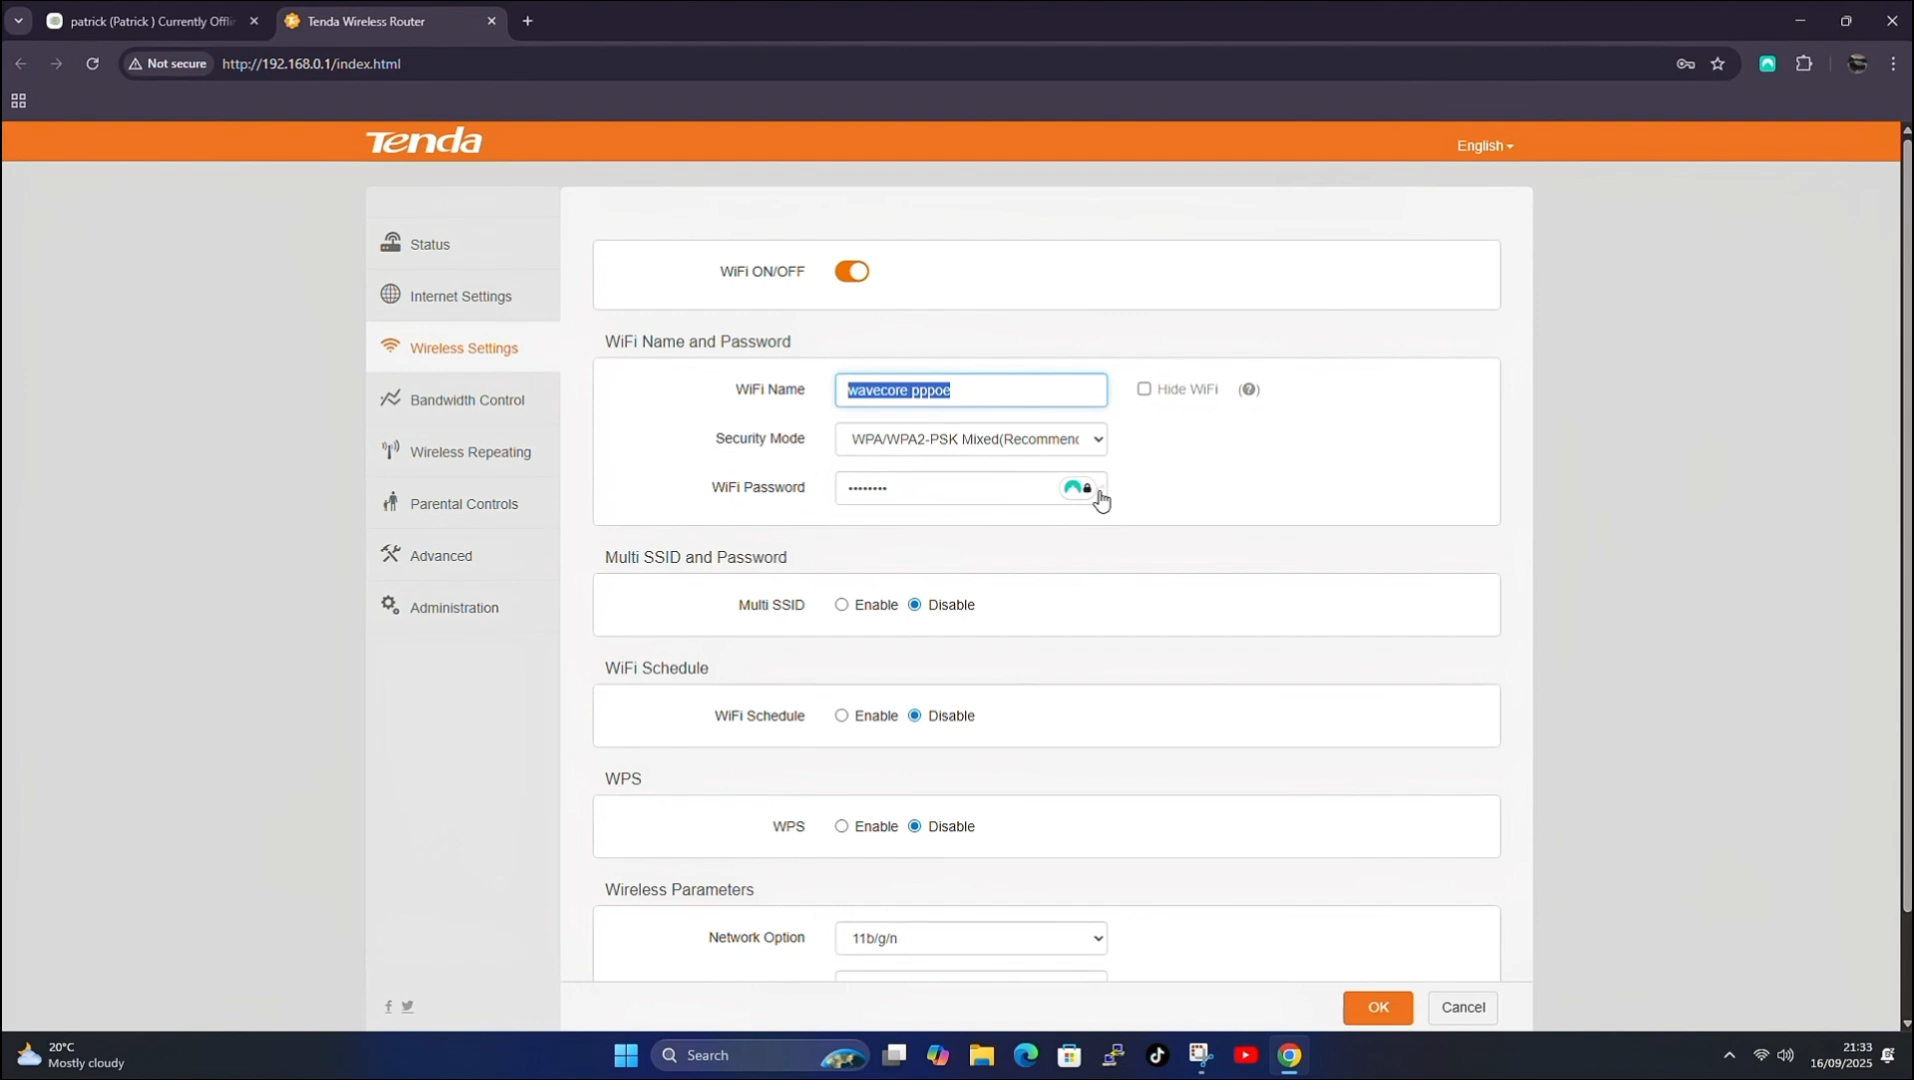 patrick (Patrick ) Currently Offli
Tenda Wireless Router
Not secure
http://192.168.0.1/index.html
Tenda
English
Status
Internet Settings
Wireless Settings
Bandwidth Control
Wireless Repeating
Parental Controls
Advanced
Administration
WiFi ON/OFF
WiFi Name and Password
WiFi Name
wavecore pppoe
Hide WiFi
(?)
Security Mode
WPA/WPA2-PSK Mixed(Recommend
WiFi Password
••••••••
Multi SSID and Password
Multi SSID
Enable
Disable
WiFi Schedule
WiFi Schedule
Enable
Disable
WPS
WPS
Enable
Disable
Wireless Parameters
Network Option
11b/g/n
OK
Cancel
20°C
Mostly cloudy
Search
21:33
16/09/2025